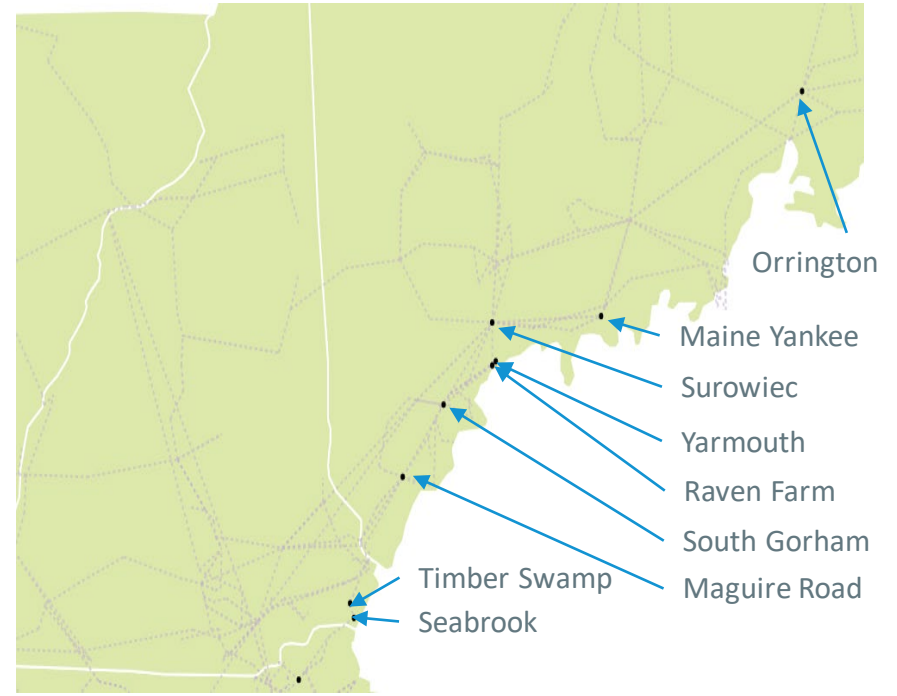 Orrington
Maine Yankee
Surowiec
Yarmouth
Raven Farm
South Gorham
Timber Swamp
Maguire Road
Seabrook